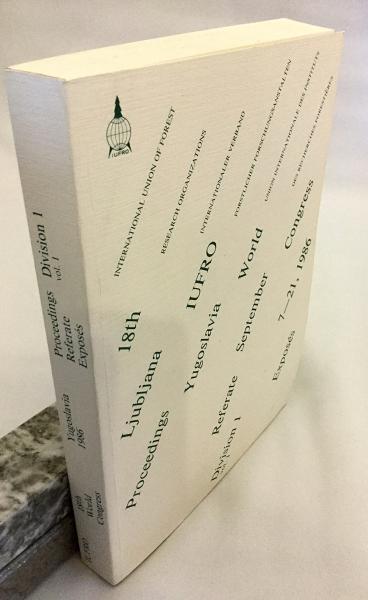 IUFRO
INTERNATIONAL UNION OF FOREST
RESEARCH ORGANIZATIONS
INTERNATIONALER VERBAND
FORSTLICHER FORSCHUNGSANSTALTEN
UNION INTERNATIONALE DES INSTITUTS
DES RECHERCHES FORESTIÈRES
18th IUFRO World Congress
Ljubljana Yugoslavia September 7—21, 1986
Proceedings Referate Exposés
Division 1
vol. 1
IUFRO
18th
World
Congress
Yugoslavia
1986
Proceedings
Referate
Exposés
Division 1
vol. 1